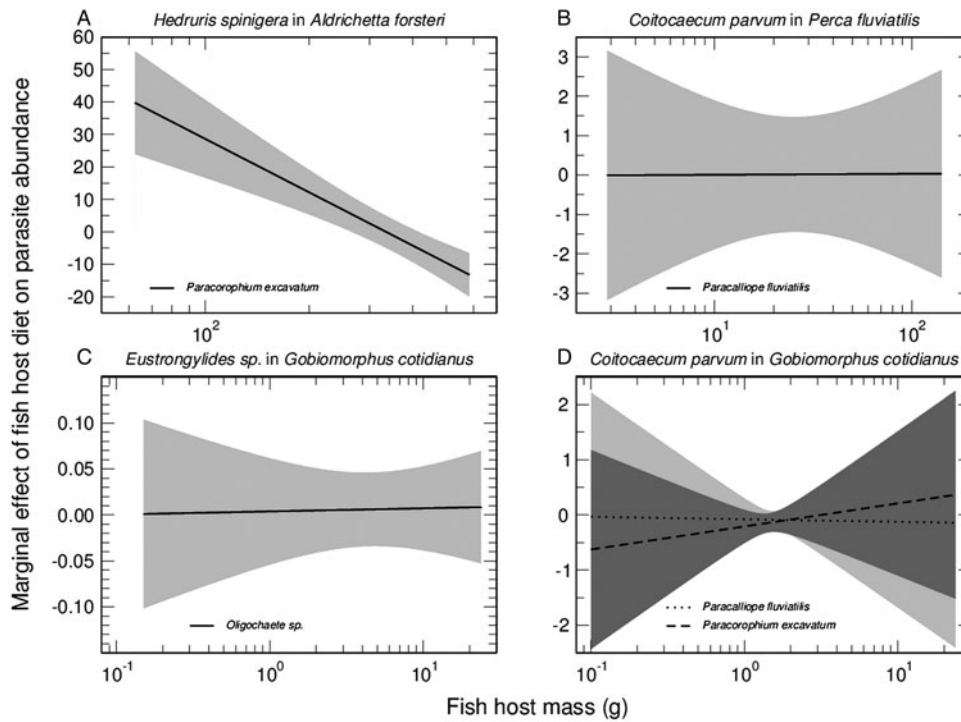 Marginal effect of fish host diet on parasite abundance
A Hedruris spinigera in Aldrichetta forsteri
60
50
40
30
20
10
0
-10
-20
Paracorophium excavatum
10²
B Coitocaecum parvum in Perca fluviatilis
3
2
1
0
-1
-2
-3
Paracalliope fluviatilis
10¹ 10²
C Eustrongylides sp. in Gobiomorphus cotidianus
0.10
0.05
0.00
-0.05
-0.10
Oligochaete sp.
10⁻¹ 10⁰ 10¹
D Coitocaecum parvum in Gobiomorphus cotidianus
2
1
0
-1
-2
Paracalliope fluviatilis
Paracorophium excavatum
10⁻¹ 10⁰ 10¹
Fish host mass (g)